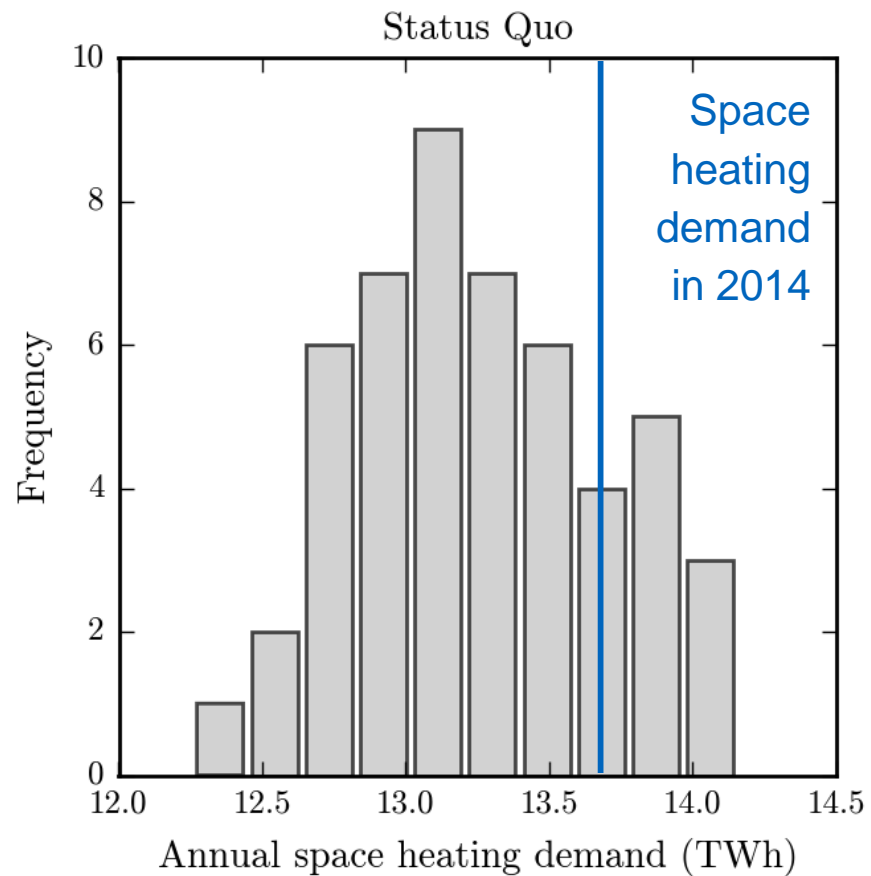 Status Quo
10
8
6
4
2
0
Frequency
Space
heating
demand
in 2014
12.0 12.5 13.0 13.5 14.0 14.5
Annual space heating demand (TWh)